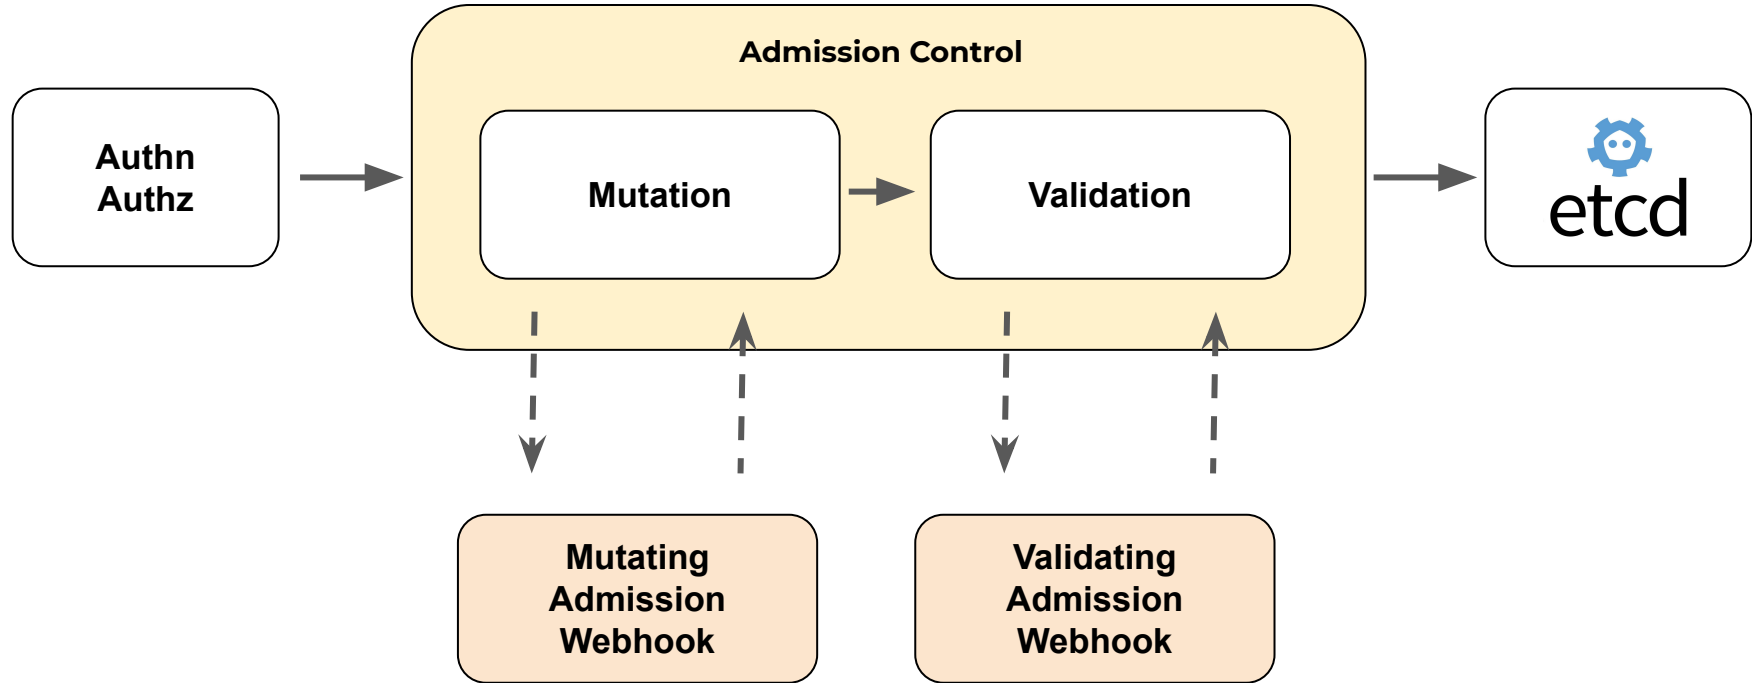 Admission Control
Authn
Authz
Mutation
Validation
etcd
Mutating
Admission
Webhook
Validating
Admission
Webhook